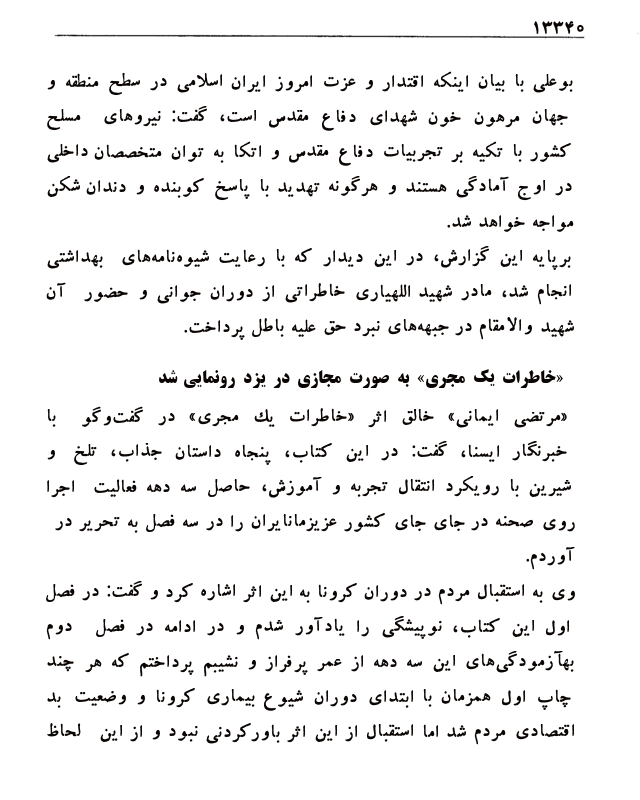 ۱۳۳۴۰
بوعلی با بیان اینکه اقتدار و عزت امروز ایران اسلامی در سطح منطقه و
جهان مرهون خون شهدای دفاع مقدس است، گفت: نیروهای مسلح
کشور با تکیه بر تجربیات دفاع مقدس و اتکا به توان متخصصان داخلی
در اوج آمادگی هستند و هرگونه تهدید با پاسخ کوبنده و دندان شکن
مواجه خواهد شد.
برپایه این گزارش، در این دیدار که با رعایت شیوه‌نامه‌های بهداشتی
انجام شد، مادر شهید اللهیاری خاطراتی از دوران جوانی و حضور آن
شهید والامقام در جبهه‌های نبرد حق علیه باطل پرداخت.
«خاطرات یک مجری» به صورت مجازی در یزد رونمایی شد
«مرتضی ایمانی» خالق اثر «خاطرات یك مجری» در گفت‌وگو با
خبرنگار ایسنا، گفت: در این کتاب، پنجاه داستان جذاب، تلخ و
شیرین با رویکرد انتقال تجربه و آموزش، حاصل سه دهه فعالیت اجرا
روی صحنه در جای جای کشور عزیزمانایران را در سه فصل به تحریر در
آوردم.
وی به استقبال مردم در دوران کرونا به این اثر اشاره کرد و گفت: در فصل
اول این کتاب، نوپیشگی را یادآور شدم و در ادامه در فصل دوم
بهآزمودگی‌های این سه دهه از عمر پرفراز و نشیبم پرداختم که هر چند
چاپ اول همزمان با ابتدای دوران شیوع بیماری کرونا و وضعیت بد
اقتصادی مردم شد اما استقبال از این اثر باورکردنی نبود و از این لحاظ